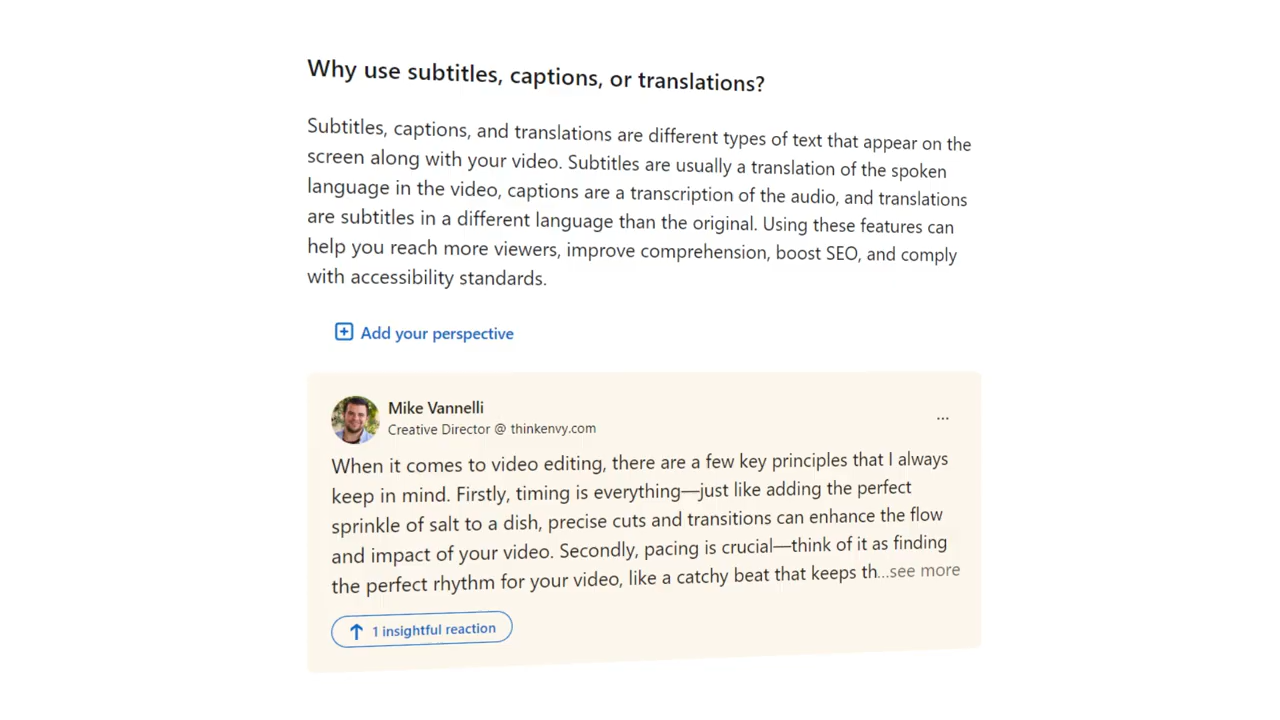 Why use subtitles, captions, or translations?
Subtitles, captions, and translations are different types of text that appear on the
screen along with your video. Subtitles are usually a translation of the spoken
language in the video, captions are a transcription of the audio, and translations
are subtitles in a different language than the original. Using these features can
help you reach more viewers, improve comprehension, boost SEO, and comply
with accessibility standards.
Add your perspective
Mike Vannelli
...
Creative Director @ thinkenvy.com
When it comes to video editing, there are a few key principles that I always
keep in mind. Firstly, timing is everything—just like adding the perfect
sprinkle of salt to a dish, precise cuts and transitions can enhance the flow
and impact of your video. Secondly, pacing is crucial—think of it as finding
the perfect rhythm for your video, like a catchy beat that keeps th...see more
1 insightful reaction